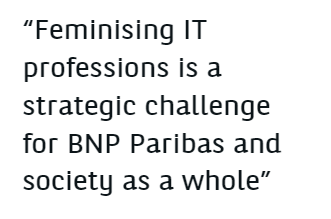 “Feminising IT
professions is a
strategic challenge
for BNP Paribas and
society as a whole”